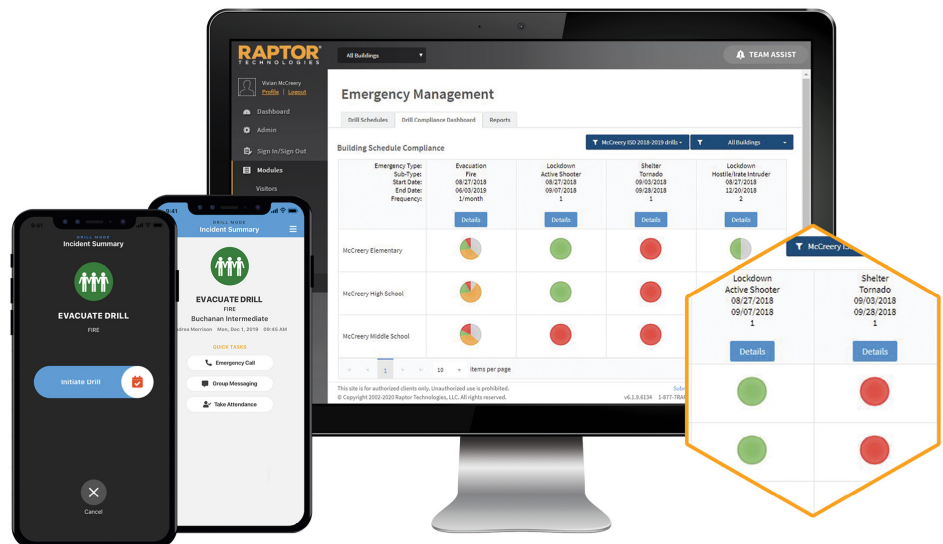 RAPTOR
TECHNOLOGIES
All Buildings
TEAM ASSIST
Vivian McCreery
Profile | Logout
Dashboard
Admin
Sign In/Sign Out
Modules
Visitors
Emergency Management
Drill Schedules
Drill Compliance Dashboard
Reports
Building Schedule Compliance
McCreery ISD 2018-2019 drills
All Buildings
Emergency Type:
Sub-Type:
Start Date:
End Date:
Frequency:
Evacuation
Fire
08/27/2018
06/03/2019
1/month
Details
Lockdown
Active Shooter
08/27/2018
09/07/2018
1
Details
Shelter
Tornado
09/03/2018
09/28/2018
1
Details
Lockdown
Hostile/Irate Intruder
08/27/2018
12/20/2018
2
McCreery Elementary
McCreery High School
McCreery Middle School
1
10
items per page
This site is for authorized clients only. Unauthorized use is prohibited.
© Copyright 2002-2020 Raptor Technologies, LLC. All rights reserved.
v6.1.9.6134
9:41
DRILL MODE
Incident Summary
EVACUATE DRILL
FIRE
Initiate Drill
Cancel
9:41
DRILL MODE
Incident Summary
EVACUATE DRILL
FIRE
Buchanan Intermediate
Morrison Mon, Dec 1, 2019 09:45 AM
QUICK TASKS
Emergency Call
Group Messaging
Take Attendance
McCreery
Lockdown
Active Shooter
08/27/2018
09/07/2018
1
Details
Shelter
Tornado
09/03/2018
09/28/2018
1
Details